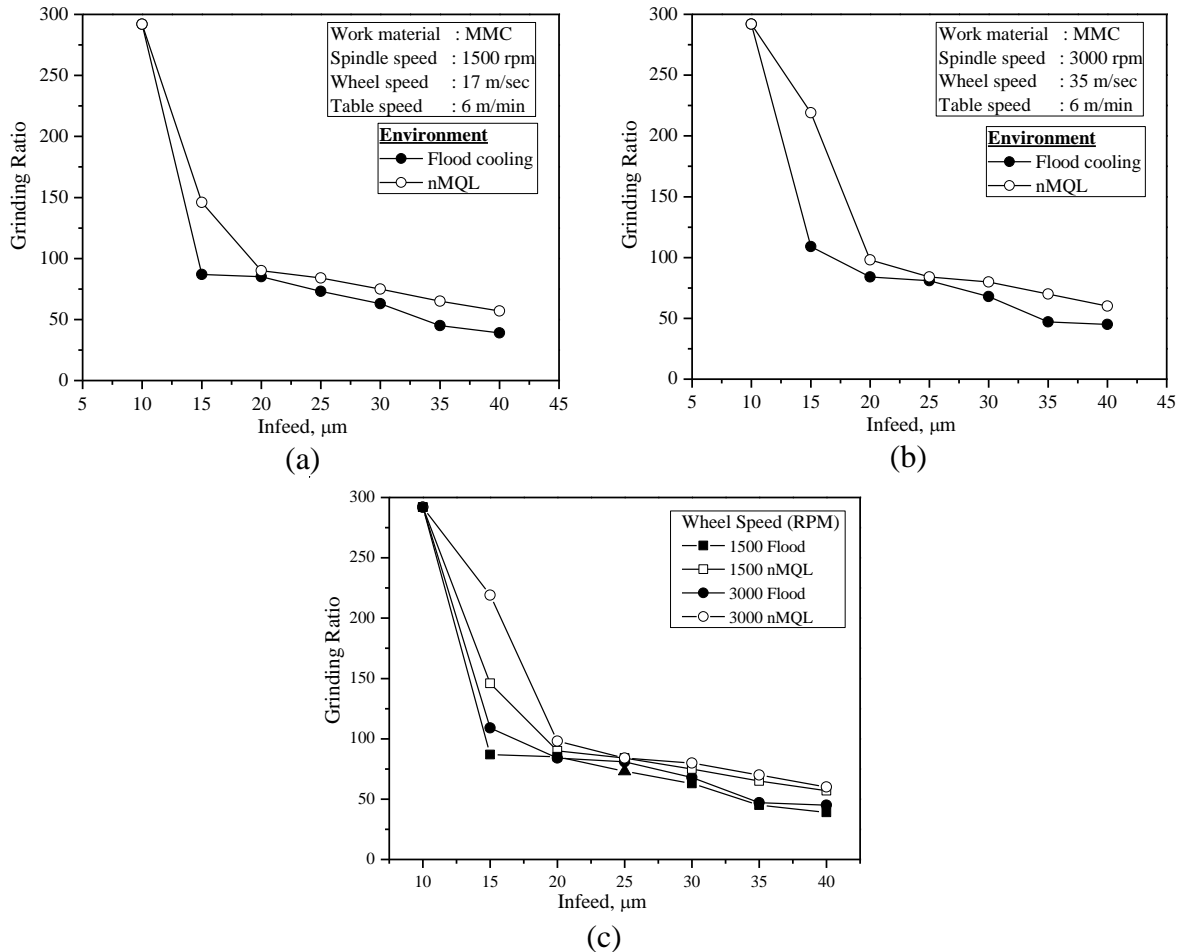 300
250
200
150
100
50
0
Grinding Ratio
Work material : MMC
Spindle speed : 1500 rpm
Wheel speed : 17 m/sec
Table speed : 6 m/min
Environment
Flood cooling
nMQL
5 10 15 20 25 30 35 40 45
Infeed, μm
(a)
300
250
200
150
100
50
0
Grinding Ratio
Work material : MMC
Spindle speed : 3000 rpm
Wheel speed : 35 m/sec
Table speed : 6 m/min
Environment
Flood cooling
nMQL
5 10 15 20 25 30 35 40 45
Infeed, μm
(b)
300
250
200
150
100
50
0
Grinding Ratio
Wheel Speed (RPM)
1500 Flood
1500 nMQL
3000 Flood
3000 nMQL
10 15 20 25 30 35 40
Infeed, μm
(c)